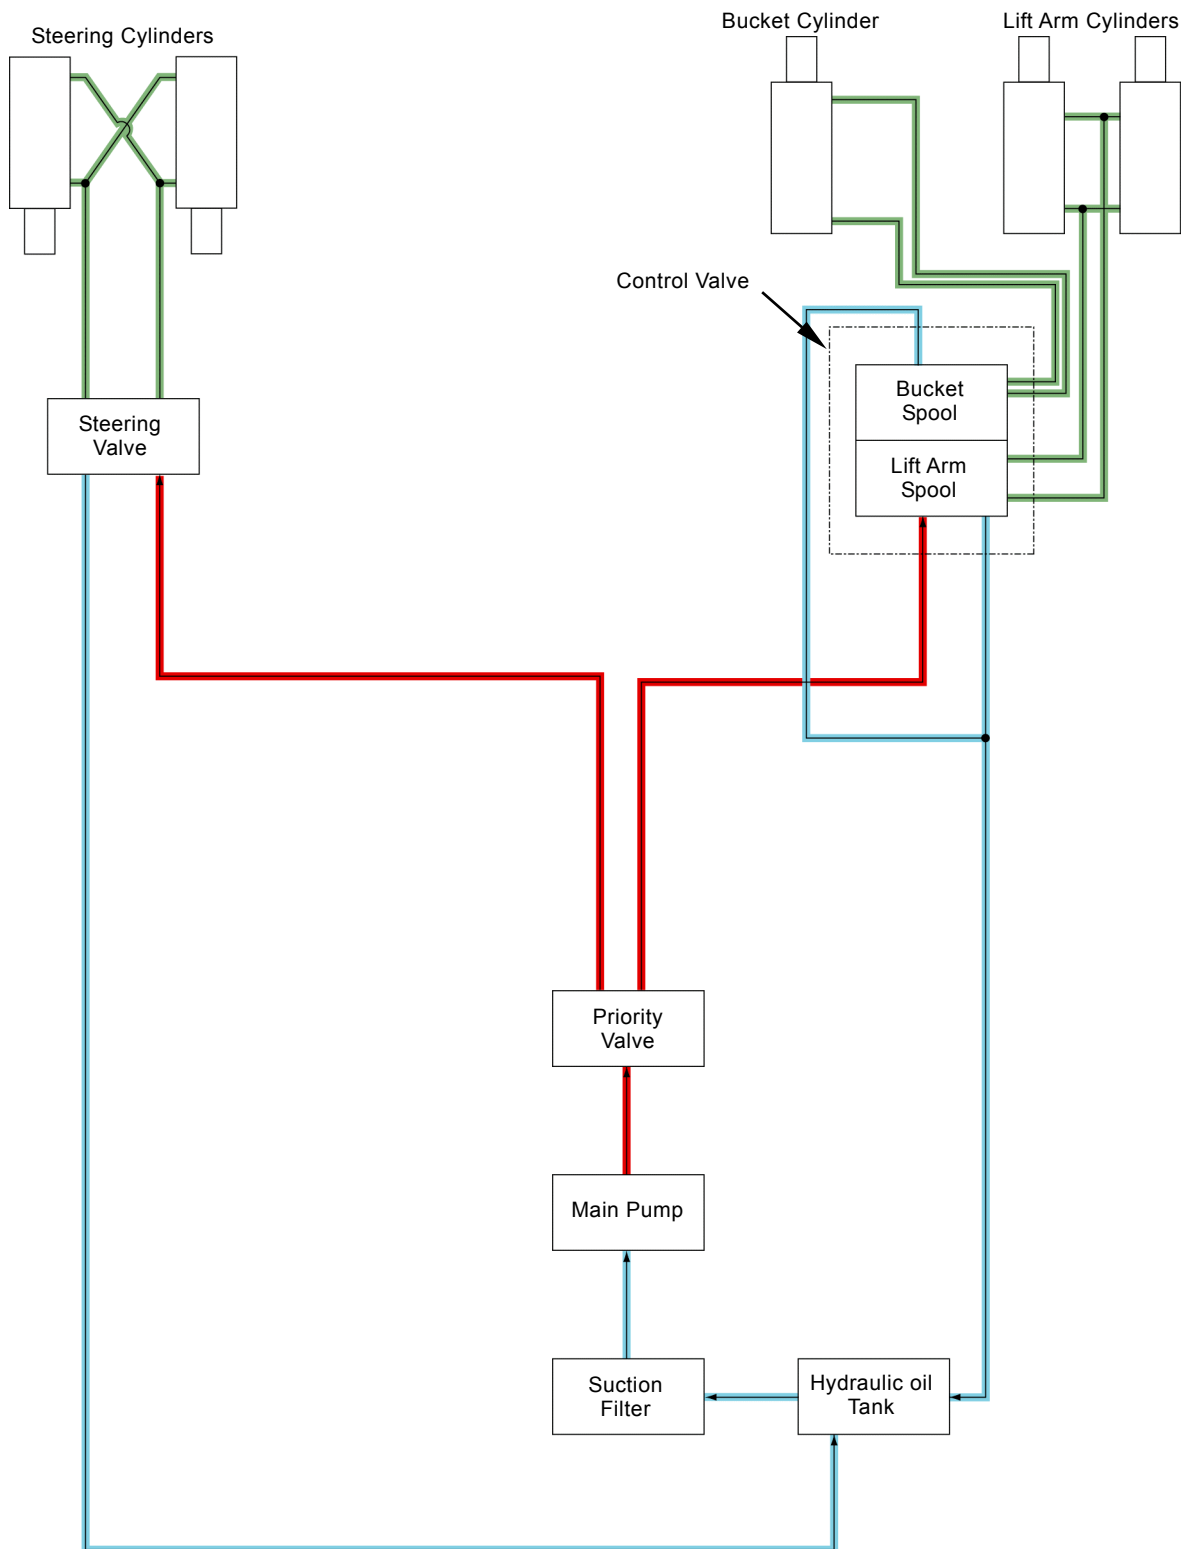 Steering Cylinders
Bucket Cylinder
Lift Arm Cylinders
Control Valve
Bucket
Spool
Steering
Valve
Lift Arm
Spool
Priority
Valve
Main Pump
Suction
Filter
Hydraulic oil
Tank